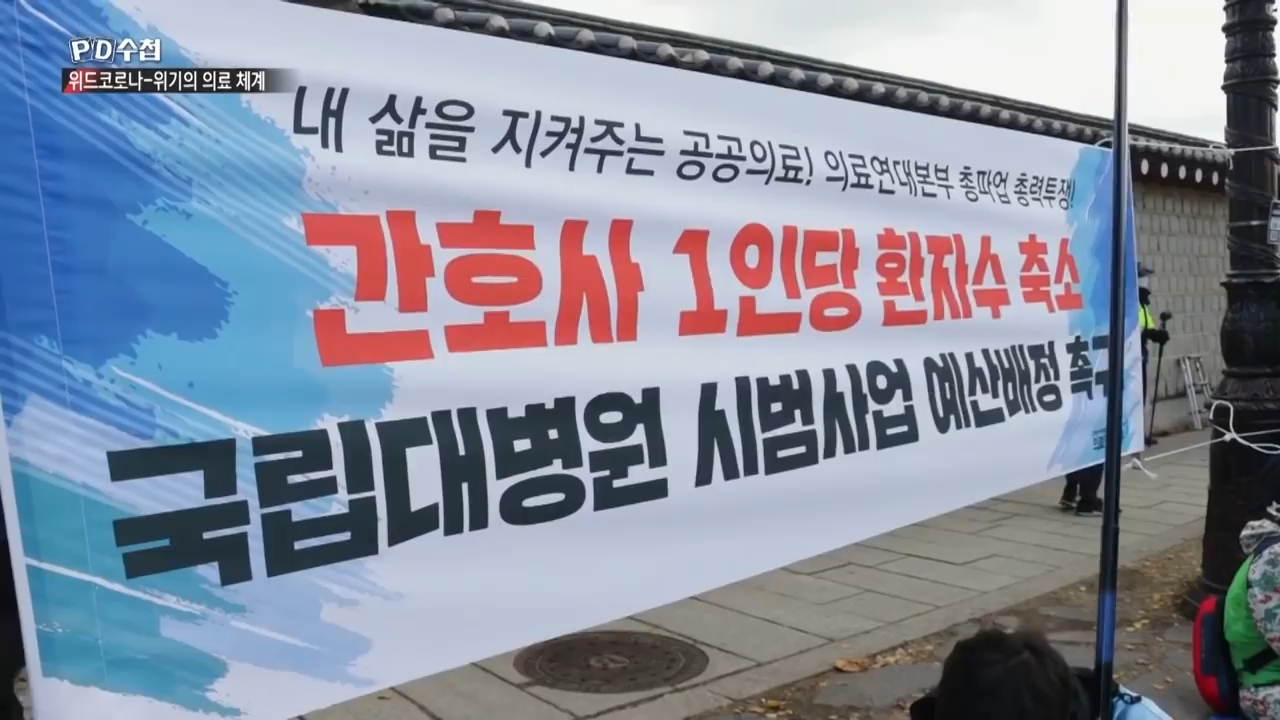 PD수첩
위드코로나-위기의 의료 체계
내 삶을 지켜주는 공공의료! 의료연대본부 총파업 총력투쟁!
간호사 1인당 환자수 축소
국립대병원 시범사업 예산배정 촉구